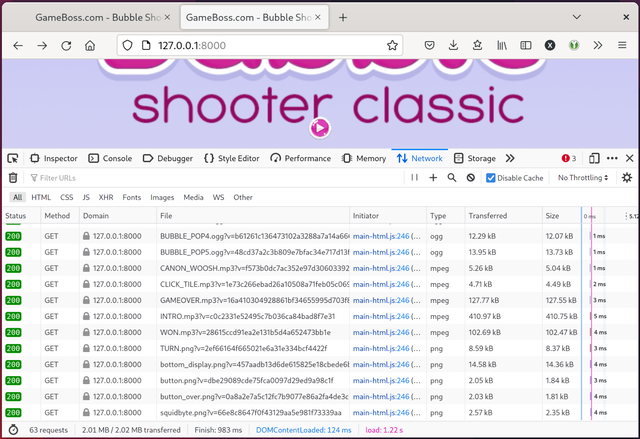 GameBoss.com - Bubble Sho
GameBoss.com - Bubble Sho
127.0.0.1:8000
shooter classic
Inspector Console Debugger Style Editor Performance Memory Network Storage 3
Filter URLs Disable Cache No Throttling
All HTML CSS JS XHR Fonts Images Media WS Other
Status Method Domain File Initiator Type Transferred Size 0 ms 5.12
200 GET 127.0.0.1:8000 BUBBLE_POP4.ogg?v=b61261c136473102a3288a7a14a66 main-html.js:246 (... ogg 12.29 kB 12.07 kB 1 ms
200 GET 127.0.0.1:8000 BUBBLE_POP5.ogg?v=48cd37a2c3b809e7bfac34e717d13f main-html.js:246 (... ogg 13.95 kB 13.73 kB 1 ms
200 GET 127.0.0.1:8000 CANON_WOOSH.mp3?v=f573b0dc7ac352e97d30603392 main-html.js:246 (... mpeg 5.26 kB 5.04 kB 1 ms
200 GET 127.0.0.1:8000 CLICK_TILE.mp3?v=1e73c266ebad26a10508a71feb05c069 main-html.js:246 (... mpeg 4.71 kB 4.49 kB 2 ms
200 GET 127.0.0.1:8000 GAMEOVER.mp3?v=16a410304928861bf34655995d703f8 main-html.js:246 (... mpeg 127.77 kB 127.55 kB 3 ms
200 GET 127.0.0.1:8000 INTRO.mp3?v=c0c2331e52495c7b036ca84bad8f7e31 main-html.js:246 (... mpeg 410.97 kB 410.75 kB 5 ms
200 GET 127.0.0.1:8000 WON.mp3?v=28615ccd91ea2e131b5d4a652473bb1e main-html.js:246 (... mpeg 102.69 kB 102.47 kB 4 ms
200 GET 127.0.0.1:8000 TURN.png?v=2ef66164f665021e6a31e334bcf4422f main-html.js:246 (... png 8.59 kB 8.37 kB 3 ms
200 GET 127.0.0.1:8000 bottom_display.png?v=457aadb13d6de615825e18cbede6b main-html.js:246 (... png 14.58 kB 14.36 kB 4 ms
200 GET 127.0.0.1:8000 button.png?v=dbe29089cde75fca0097d29ed9a98c1f main-html.js:246 (... png 2.05 kB 1.84 kB 3 ms
200 GET 127.0.0.1:8000 button_over.png?v=0a8a2e7a5c12fc7b9077e86a2fa4de3c main-html.js:246 (... png 2.03 kB 1.81 kB 4 ms
200 GET 127.0.0.1:8000 squidbyte.png?v=66e8c8647f0f43129aa5e981f73339aa main-html.js:246 (... png 2.57 kB 2.35 kB 4 ms
63 requests 2.01 MB / 2.02 MB transferred Finish: 983 ms DOMContentLoaded: 124 ms load: 1.22 s